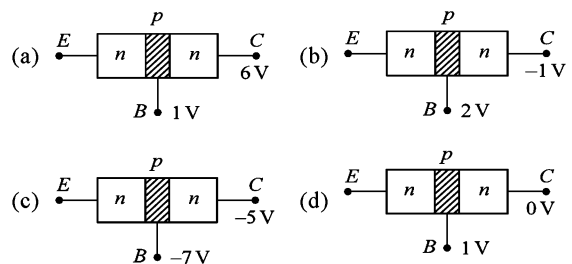 (a) E n p n C 6 V
B 1 V
(b) E n p n C –1 V
B 2 V
(c) E n p n C –5 V
B –7 V
(d) E n p n C 0 V
B 1 V